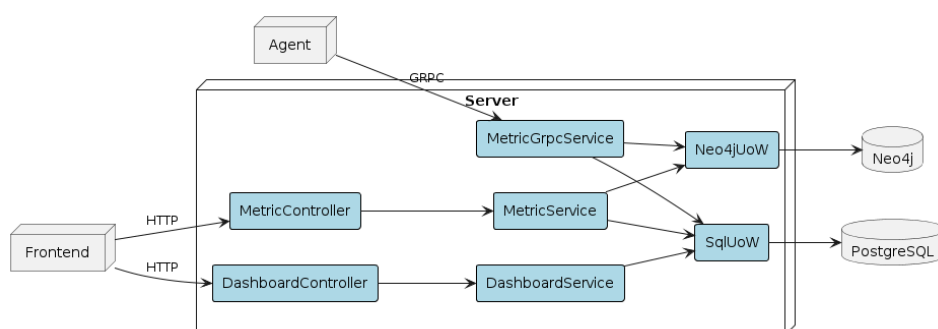 Agent
GRPC
Server
MetricGrpcService
Neo4jUoW
Neo4j
HTTP
MetricController
MetricService
Frontend
SqlUoW
PostgreSQL
HTTP
DashboardController
DashboardService